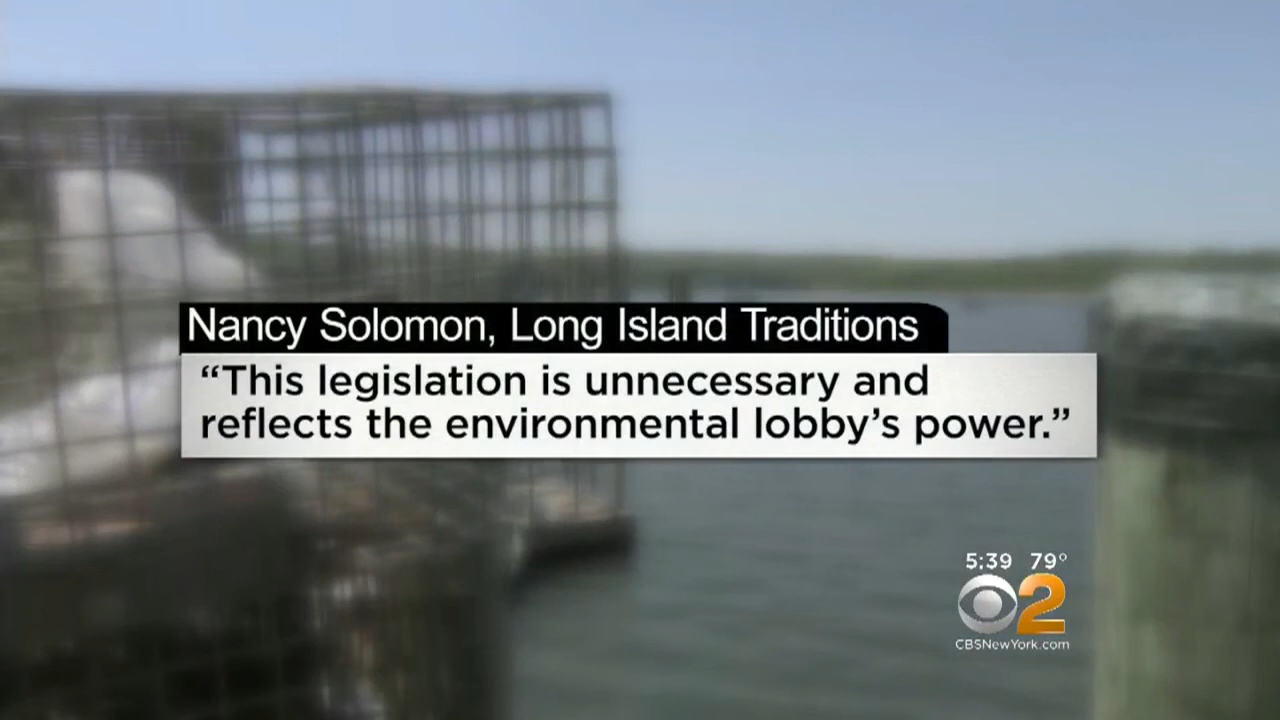 Nancy Solomon, Long Island Traditions
“This legislation is unnecessary and
reflects the environmental lobby’s power.”
5:39 79°
2
CBSNewYork.com